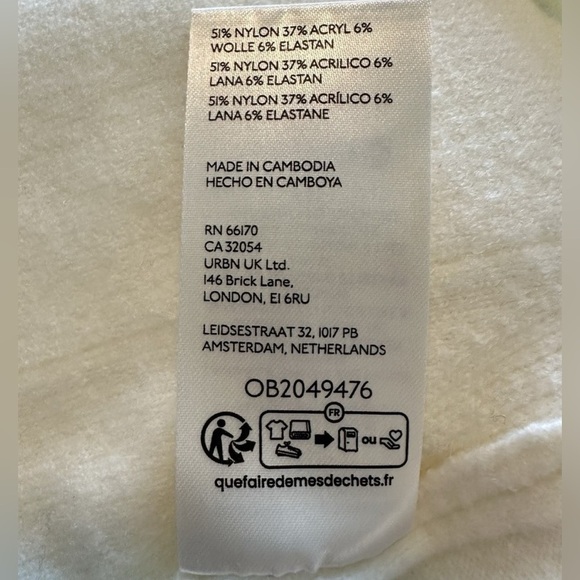 51% NYLON 37% ACRYL 6%
WOLLE 6% ELASTAN
51% NYLON 37% ACRILICO 6%
LANA 6% ELASTAN
51% NYLON 37% ACRÍLICO 6%
LANA 6% ELASTANE
MADE IN CAMBODIA
HECHO EN CAMBOYA
RN 66170
CA 32054
URBN UK Ltd.
146 Brick Lane,
LONDON, E1 6RU
LEIDSESTRAAT 32, 1017 PB
AMSTERDAM, NETHERLANDS
OB2049476
FR
ou
quefairedemesdechets.fr